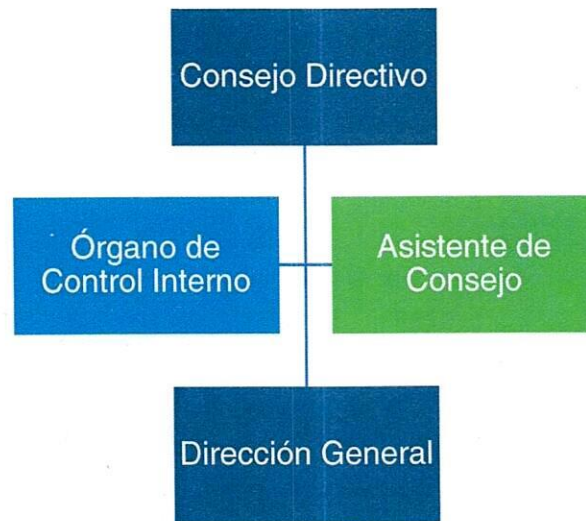 Consejo Directivo
Órgano de
Control Interno
Asistente de
Consejo
Dirección General